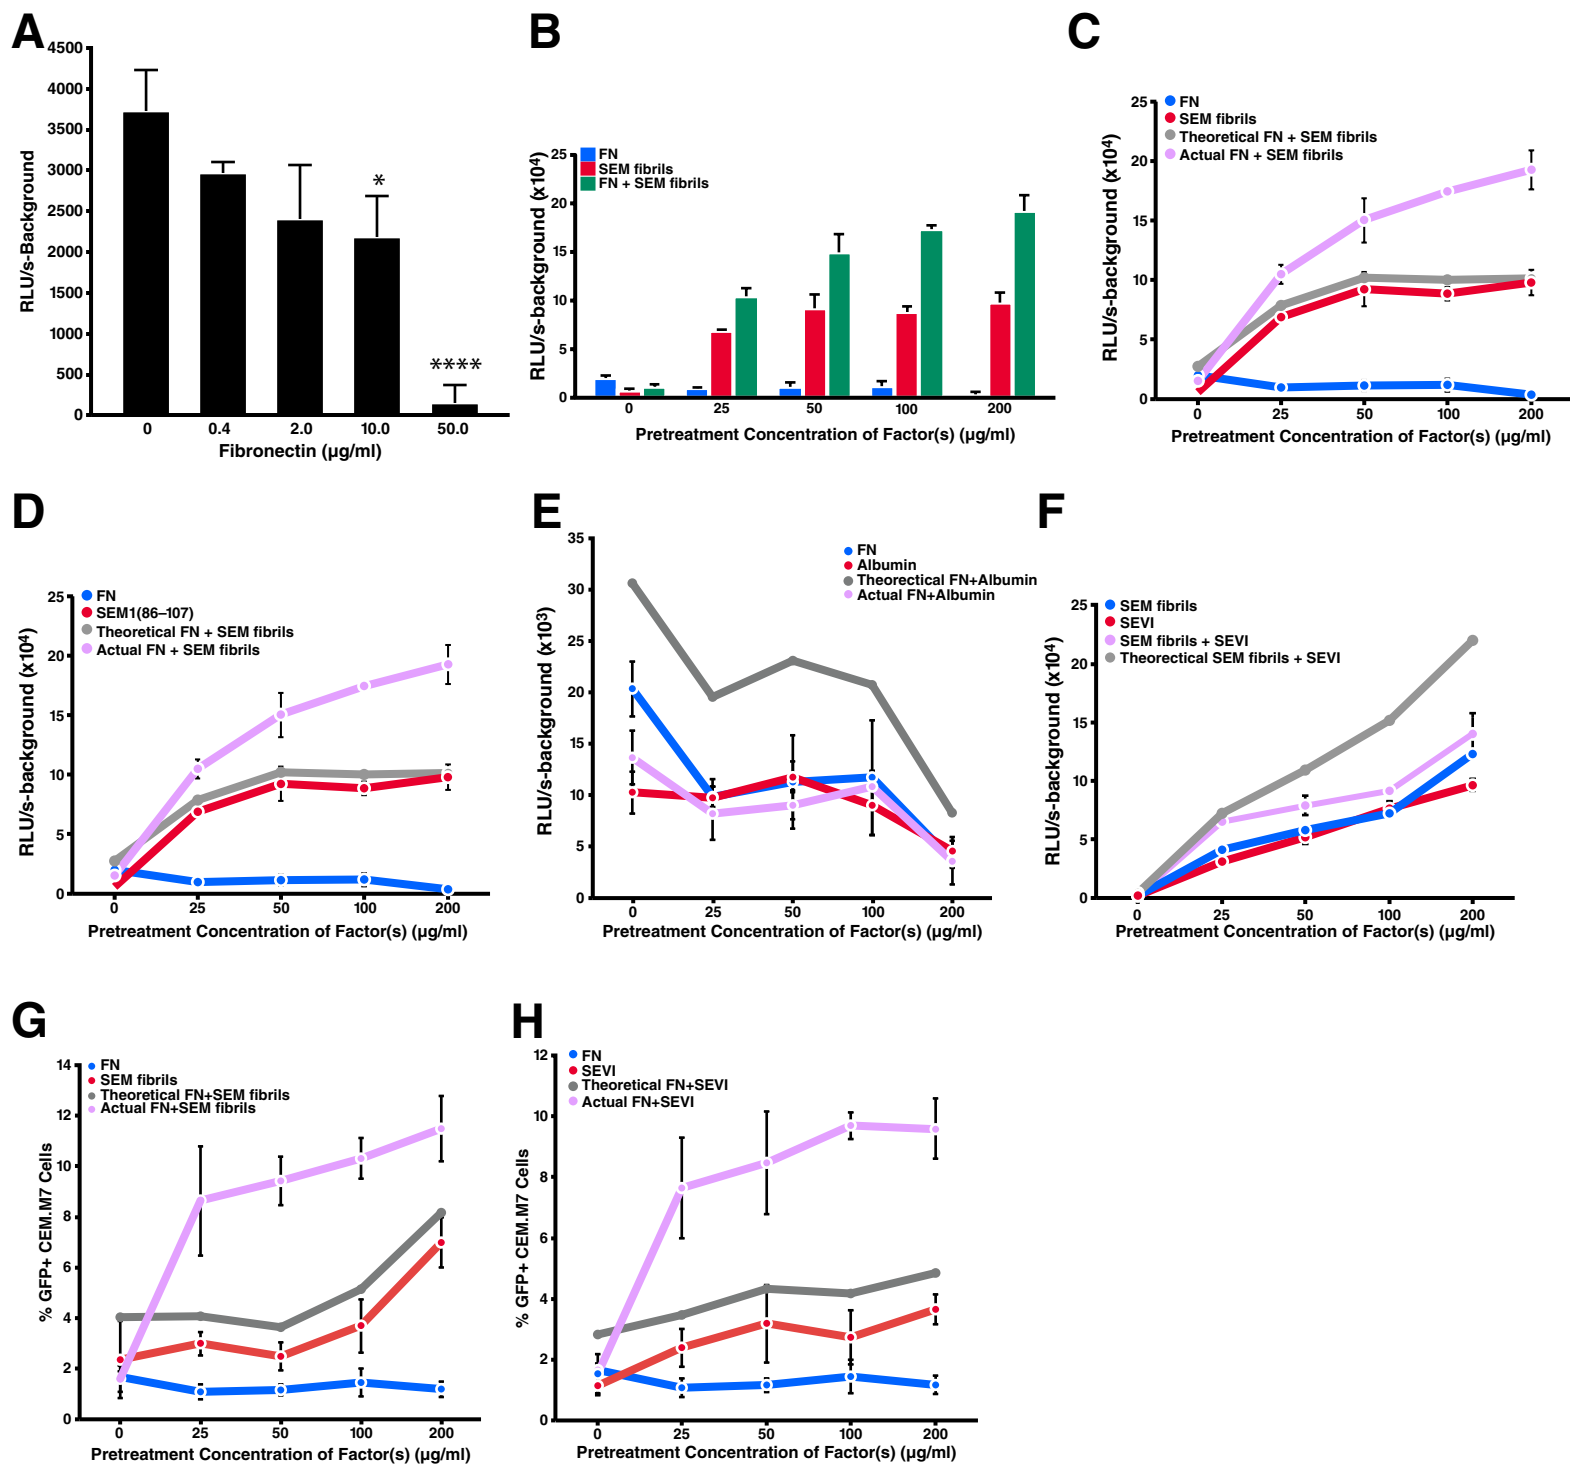 A
4500
4000
3500
3000
2500
2000
1500
1000
500
0
RLU/s-Background
*
****
0 0.4 2.0 10.0 50.0
Fibronectin (µg/ml)
B
FN
SEM fibrils
FN + SEM fibrils
25
20
15
10
5
0
RLU/s-background (x10⁴)
0 25 50 100 200
Pretreatment Concentration of Factor(s) (µg/ml)
C
FN
SEM fibrils
Theoretical FN + SEM fibrils
Actual FN + SEM fibrils
25
20
15
10
5
0
RLU/s-background (x10⁴)
0 25 50 100 200
Pretreatment Concentration of Factor(s) (µg/ml)
D
FN
SEM1(86–107)
Theoretical FN + SEM fibrils
Actual FN + SEM fibrils
25
20
15
10
5
0
RLU/s-background (x10⁴)
0 25 50 100 200
Pretreatment Concentration of Factor(s) (µg/ml)
E
FN
Albumin
Theorectical FN+Albumin
Actual FN+Albumin
35
30
25
20
15
10
5
0
RLU/s-background (x10³)
0 25 50 100 200
Pretreatment Concentration of Factor(s) (µg/ml)
F
SEM fibrils
SEVI
SEM fibrils + SEVI
Theorectical SEM fibrils + SEVI
25
20
15
10
5
0
RLU/s-background (x10⁴)
0 25 50 100 200
Pretreatment Concentration of Factor(s) (µg/ml)
G
FN
SEM fibrils
Theoretical FN+SEM fibrils
Actual FN+SEM fibrils
14
12
10
8
6
4
2
0
% GFP+ CEM.M7 Cells
0 25 50 100 200
Pretreatment Concentration of Factor(s) (µg/ml)
H
FN
SEVI
Theoretical FN+SEVI
Actual FN+SEVI
12
10
8
6
4
2
0
% GFP+ CEM.M7 Cells
0 25 50 100 200
Pretreatment Concentration of Factor(s) (µg/ml)